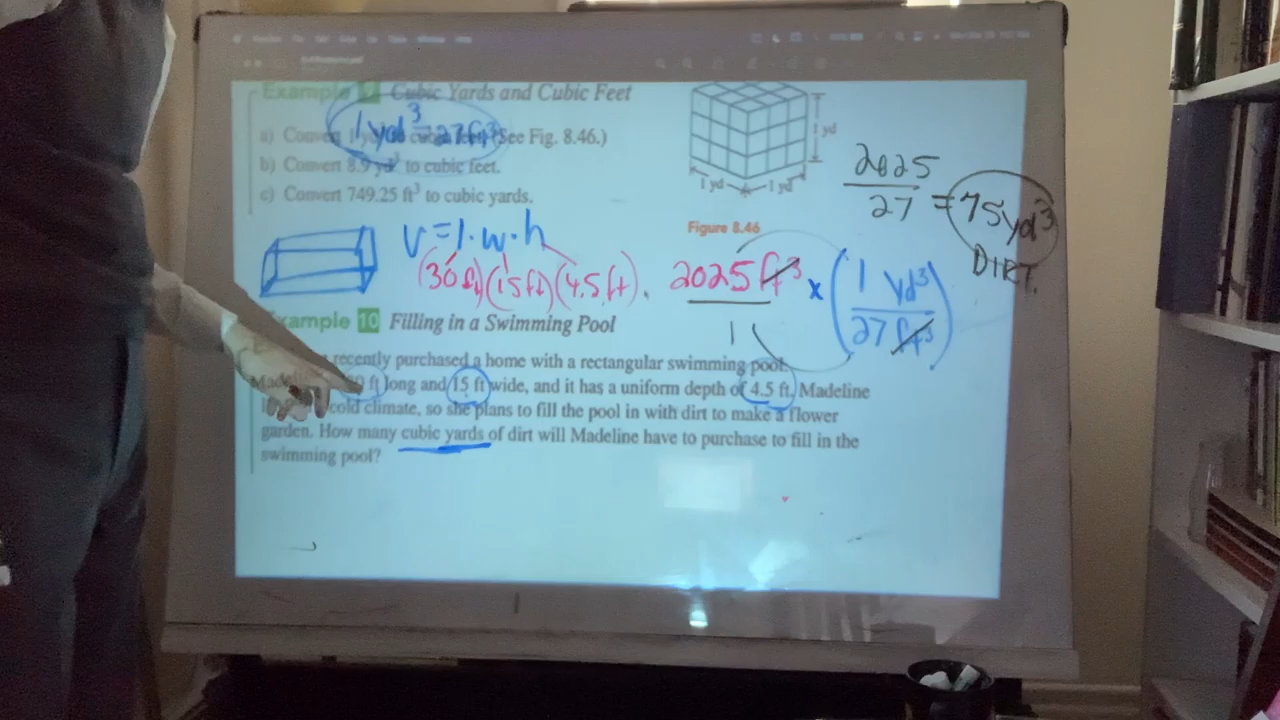 Example 9 Cubic Yards and Cubic Feet
1 yd³ = 27 ft³
a) Convert 1 cubic feet. (See Fig. 8.46.)
b) Convert 8.9 yd³ to cubic feet.
c) Convert 749.25 ft³ to cubic yards.
1 yd
1 yd 1 yd
Figure 8.46
V = l · w · h
(30 ft)(15 ft)(4.5 ft).
2025 ft³ x (1 yd³ / 27 ft³)
1
2025 / 27 = 75 yd³
DIRT.
Example 10 Filling in a Swimming Pool
recently purchased a home with a rectangular swimming pool.
ft long and 15 ft wide, and it has a uniform depth of 4.5 ft. Madeline
cold climate, so she plans to fill the pool in with dirt to make a flower
garden. How many cubic yards of dirt will Madeline have to purchase to fill in the
swimming pool?